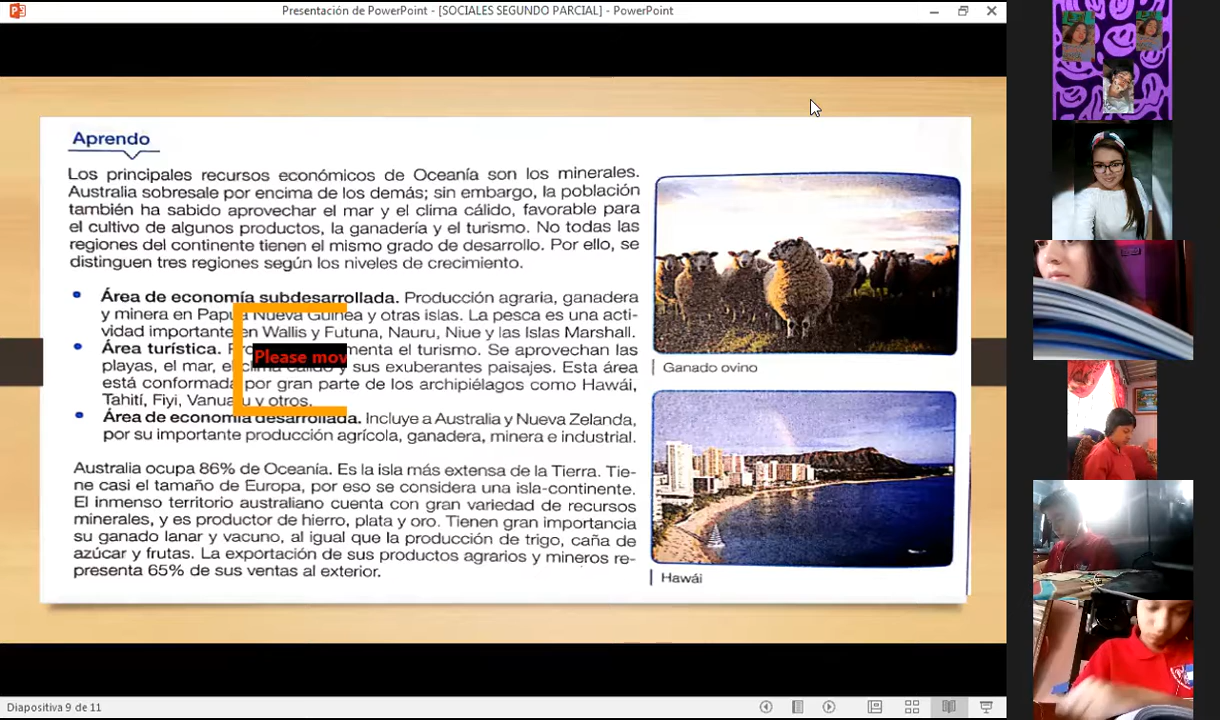 Presentación de PowerPoint - [SOCIALES SEGUNDO PARCIAL] - PowerPoint
Aprendo
Los principales recursos económicos de Oceanía son los minerales.
Australia sobresale por encima de los demás; sin embargo, la población
también ha sabido aprovechar el mar y el clima cálido, favorable para
el cultivo de algunos productos, la ganadería y el turismo. No todas las
regiones del continente tienen el mismo grado de desarrollo. Por ello, se
distinguen tres regiones según los niveles de crecimiento.
• Área de economía subdesarrollada. Producción agraria, ganadera
y minera en Papu Nueva Guinea y otras islas. La pesca es una acti-
vidad importante en Wallis y Futuna, Nauru, Niue y las Islas Marshall.
• Área turística. menta el turismo. Se aprovechan las
Please mov
playas, el mar, el clima cálido y sus exuberantes paisajes. Esta área
está conformada por gran parte de los archipiélagos como Hawái,
Tahití, Fiyi, Vanua u y otros.
• Área de economía desarrollada. Incluye a Australia y Nueva Zelanda,
por su importante producción agrícola, ganadera, minera e industrial.
Australia ocupa 86% de Oceanía. Es la isla más extensa de la Tierra. Tie-
ne casi el tamaño de Europa, por eso se considera una isla-continente.
El inmenso territorio australiano cuenta con gran variedad de recursos
minerales, y es productor de hierro, plata y oro. Tienen gran importancia
su ganado lanar y vacuno, al igual que la producción de trigo, caña de
azúcar y frutas. La exportación de sus productos agrarios y mineros re-
presenta 65% de sus ventas al exterior.
Ganado ovino
Hawái
Diapositiva 9 de 11